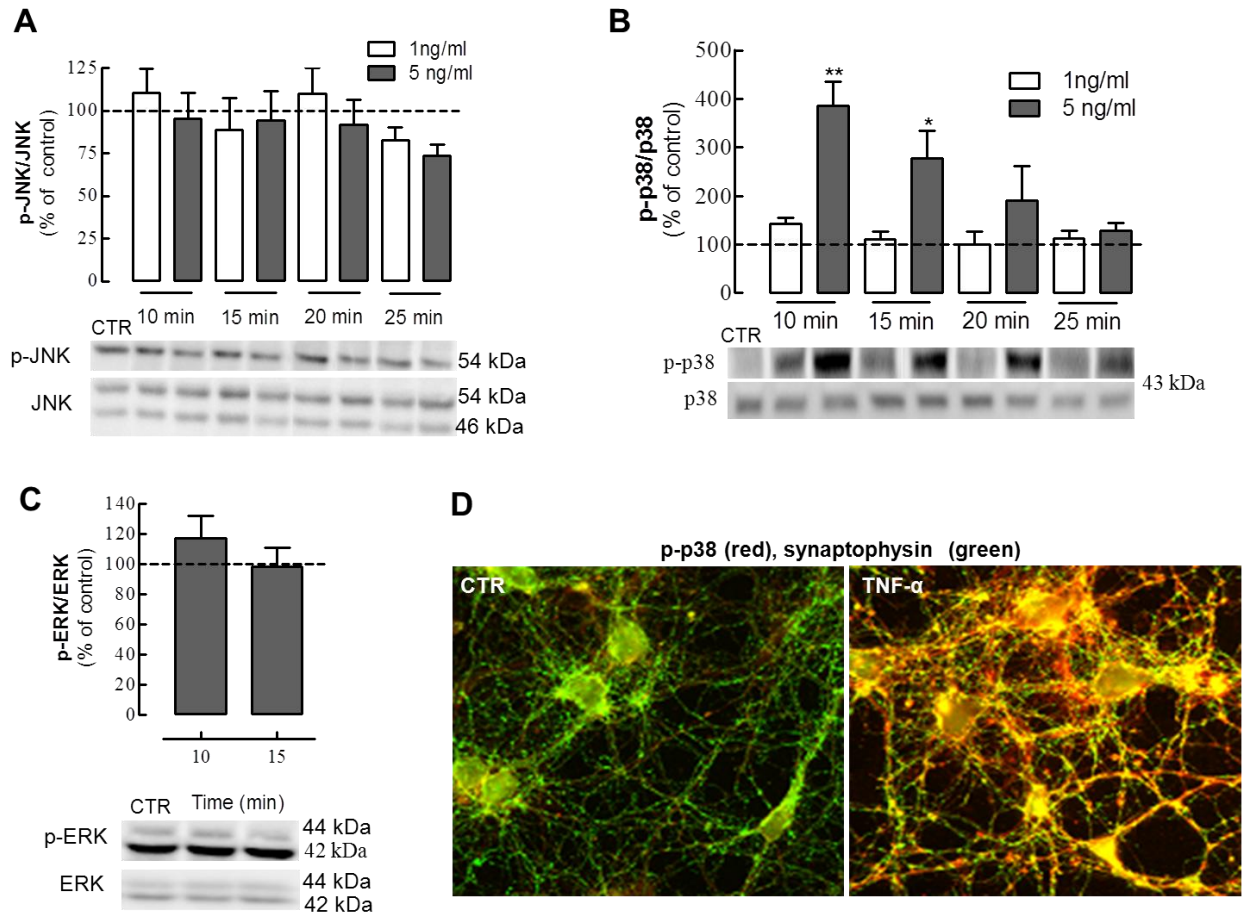 A
1ng/ml
5 ng/ml
125
100
75
50
25
0
p-JNK/JNK
(% of control)
10 min
15 min
20 min
25 min
CTR
p-JNK
54 kDa
JNK
54 kDa
46 kDa
B
1ng/ml
5 ng/ml
500
400
300
200
100
0
**
*
p-p38/p38
(% of control)
10 min
15 min
20 min
25 min
CTR
p-p38
43 kDa
p38
C
140
120
100
80
60
40
20
0
p-ERK/ERK
(% of control)
10
15
CTR
Time (min)
p-ERK
44 kDa
42 kDa
ERK
44 kDa
42 kDa
D
p-p38 (red), synaptophysin (green)
CTR
TNF-α